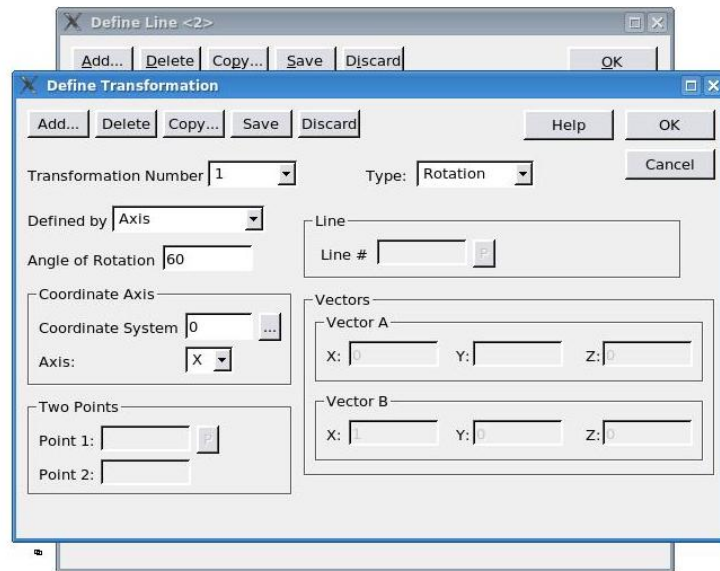 Define Line <2>
Add... Delete Copy... Save Discard OK
Define Transformation
Add... Delete Copy... Save Discard Help OK
Cancel
Transformation Number 1 Type: Rotation
Defined by Axis
Angle of Rotation 60
Line
Line # P
Coordinate Axis
Coordinate System 0 ...
Axis: X
Vectors
Vector A
X: 0 Y: Z: 0
Vector B
X: 1 Y: 0 Z: 0
Two Points
Point 1: P
Point 2: